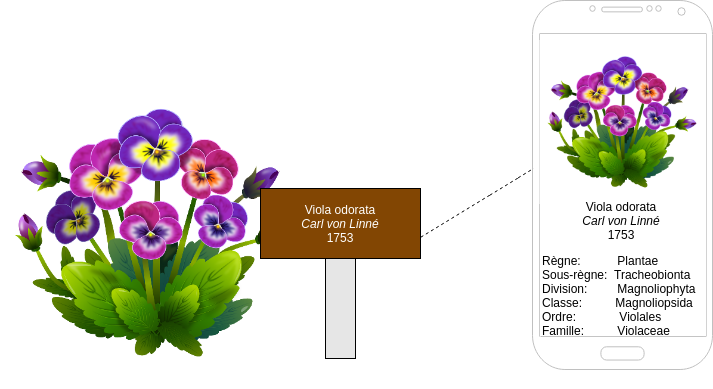 Viola odorata
Carl von Linné
1753
Viola odorata
Carl von Linné
1753
Règne: Plantae
Sous-règne: Tracheobionta
Division: Magnoliophyta
Classe: Magnoliopsida
Ordre: Violales
Famille: Violaceae